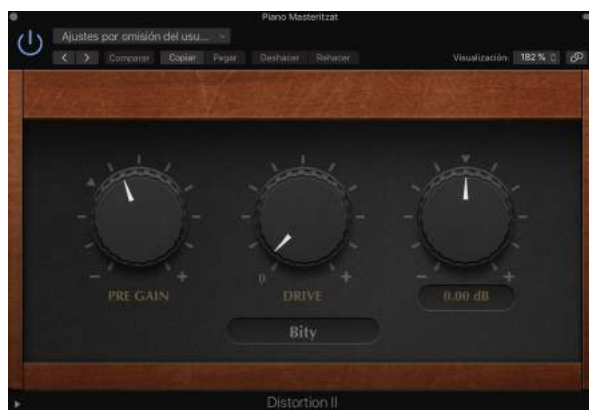 Piano Masteritzat
Ajustes por omisión del usu...
Comparar Copiar Pegar Deshacer Rehacer Visualización: 182 %
- + 0 + - +
PRE GAIN DRIVE 0.00 dB
Bity
Distortion II